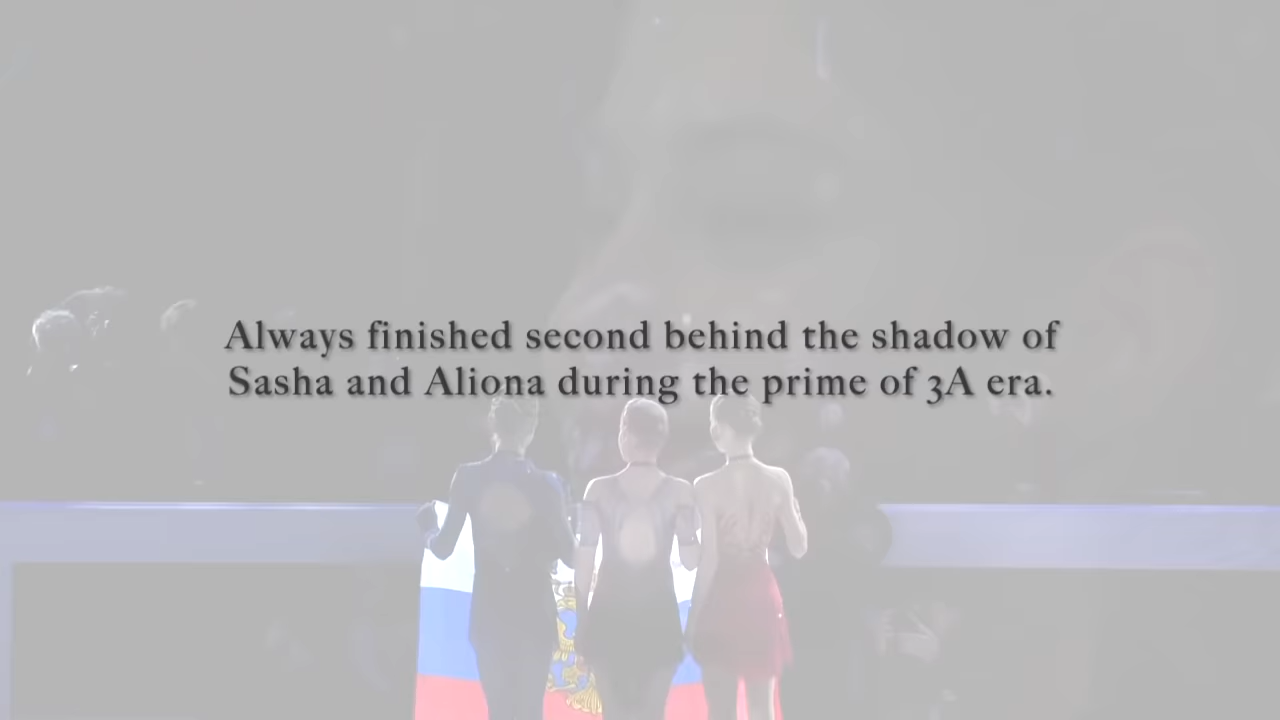 Always finished second behind the shadow of
Sasha and Aliona during the prime of 3A era.